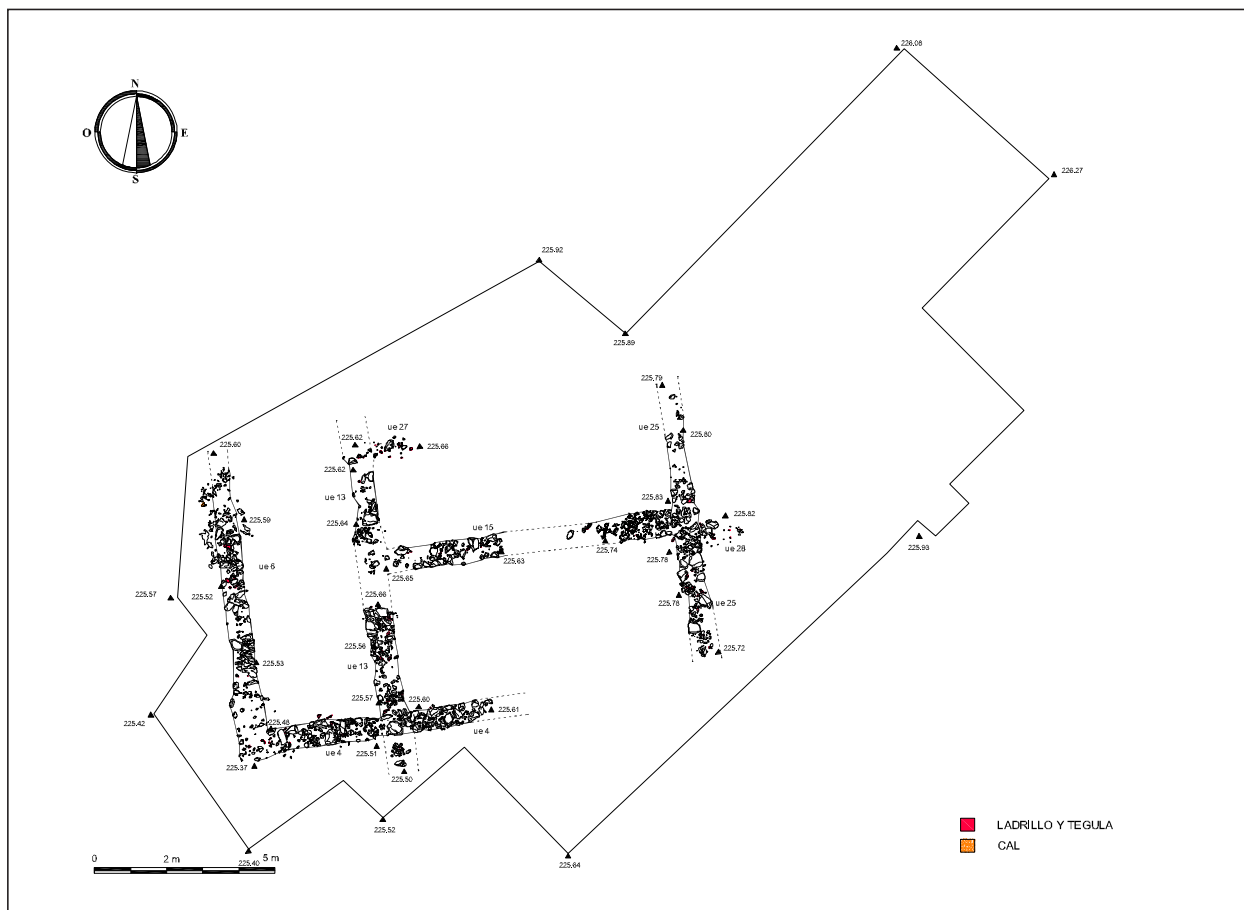 226.08
N
O E
S
226.27
225.92
225.89
225.79
ue 27
225.60
225.62
225.66
ue 25
225.80
225.62
ue 13
225.83
225.64
225.59
225.82
ue 15
225.74
225.63
225.78
ue 28
225.93
ue 6
225.65
225.52
225.57
225.66
225.76
ue 25
225.56
225.53
ue 13
225.72
225.57
225.60
225.42
225.48
225.61
ue 4
225.51
ue 4
225.37
225.50
225.52
LADRILLO Y TEGULA
CAL
0 2 m 5 m
225.40
225.64